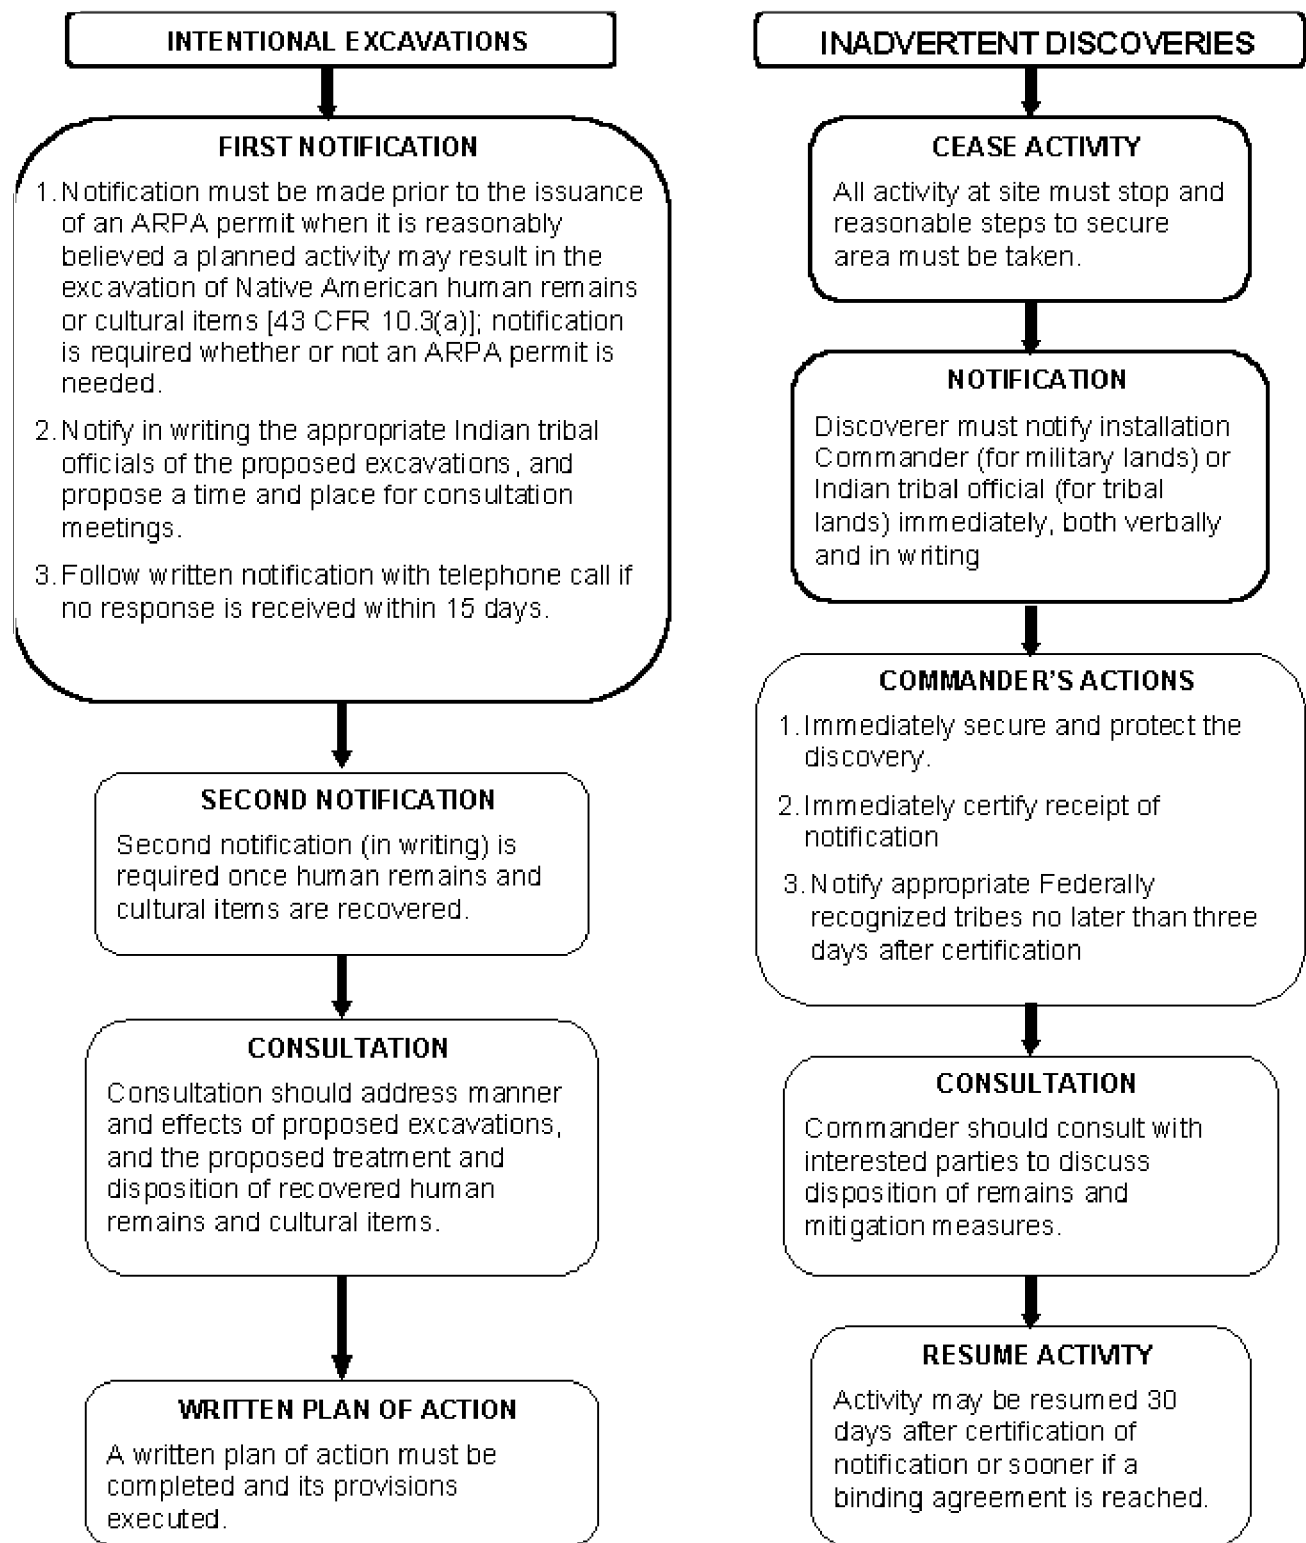 INTENTIONAL EXCAVATIONS
FIRST NOTIFICATION
1. Notification must be made prior to the issuance
of an ARPA permit when it is reasonably
believed a planned activity may result in the
excavation of Native American human remains
or cultural items [43 CFR 10.3(a)]; notification
is required whether or not an ARPA permit is
needed.
2. Notify in writing the appropriate Indian tribal
officials of the proposed excavations, and
propose a time and place for consultation
meetings.
3. Follow written notification with telephone call if
no response is received within 15 days.
SECOND NOTIFICATION
Second notification (in writing) is
required once human remains and
cultural items are recovered.
CONSULTATION
Consultation should address manner
and effects of proposed excavations,
and the proposed treatment and
disposition of recovered human
remains and cultural items.
WRITTEN PLAN OF ACTION
A written plan of action must be
completed and its provisions
executed.
INADVERTENT DISCOVERIES
CEASE ACTIVITY
All activity at site must stop and
reasonable steps to secure
area must be taken.
NOTIFICATION
Discoverer must notify installation
Commander (for military lands) or
Indian tribal official (for tribal
lands) immediately, both verbally
and in writing
COMMANDER'S ACTIONS
1. Immediately secure and protect the
discovery.
2. Immediately certify receipt of
notification
3. Notify appropriate Federally
recognized tribes no later than three
days after certification
CONSULTATION
Commander should consult with
interested parties to discuss
disposition of remains and
mitigation measures.
RESUME ACTIVITY
Activity may be resumed 30
days after certification of
notification or sooner if a
binding agreement is reached.